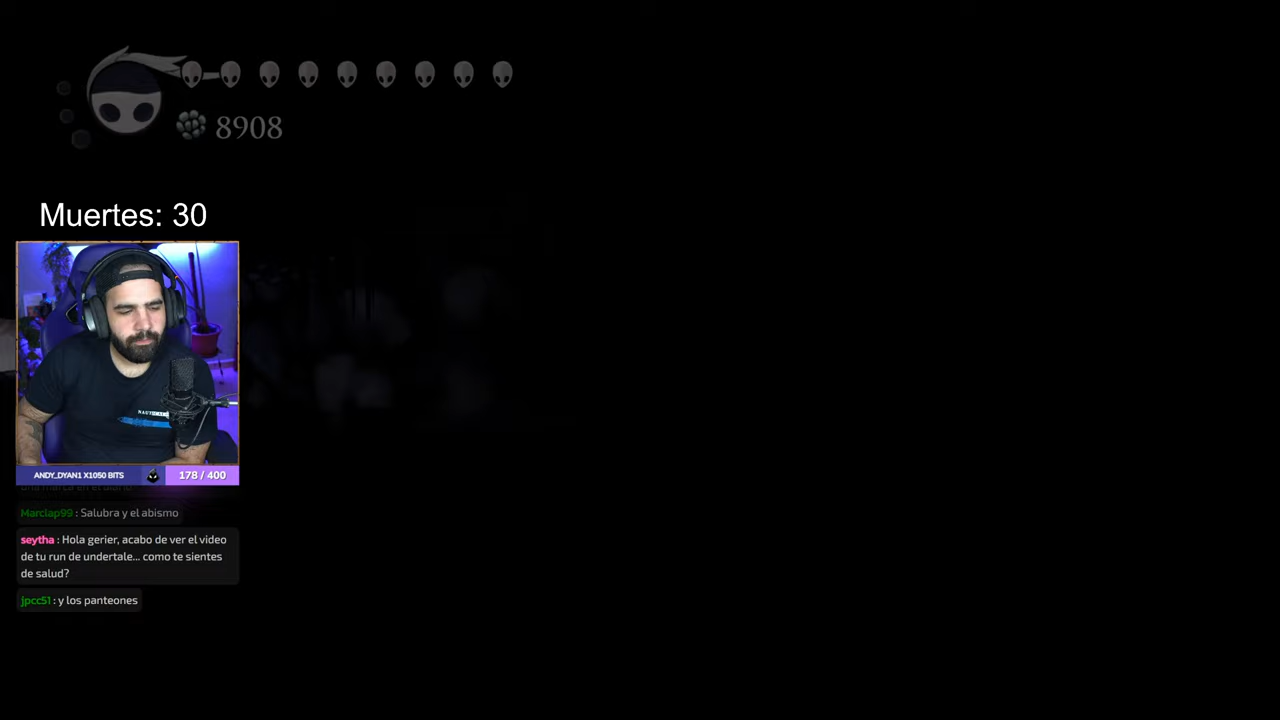 8908
Muertes: 30
ANDY_DYAN1 X1050 BITS
178 / 400
Marciap99 : Salubra y el abismo
seytha : Hola gerier, acabo de ver el video
de tu run de undertale... como te sientes
de salud?
jpcc51 : y los panteones